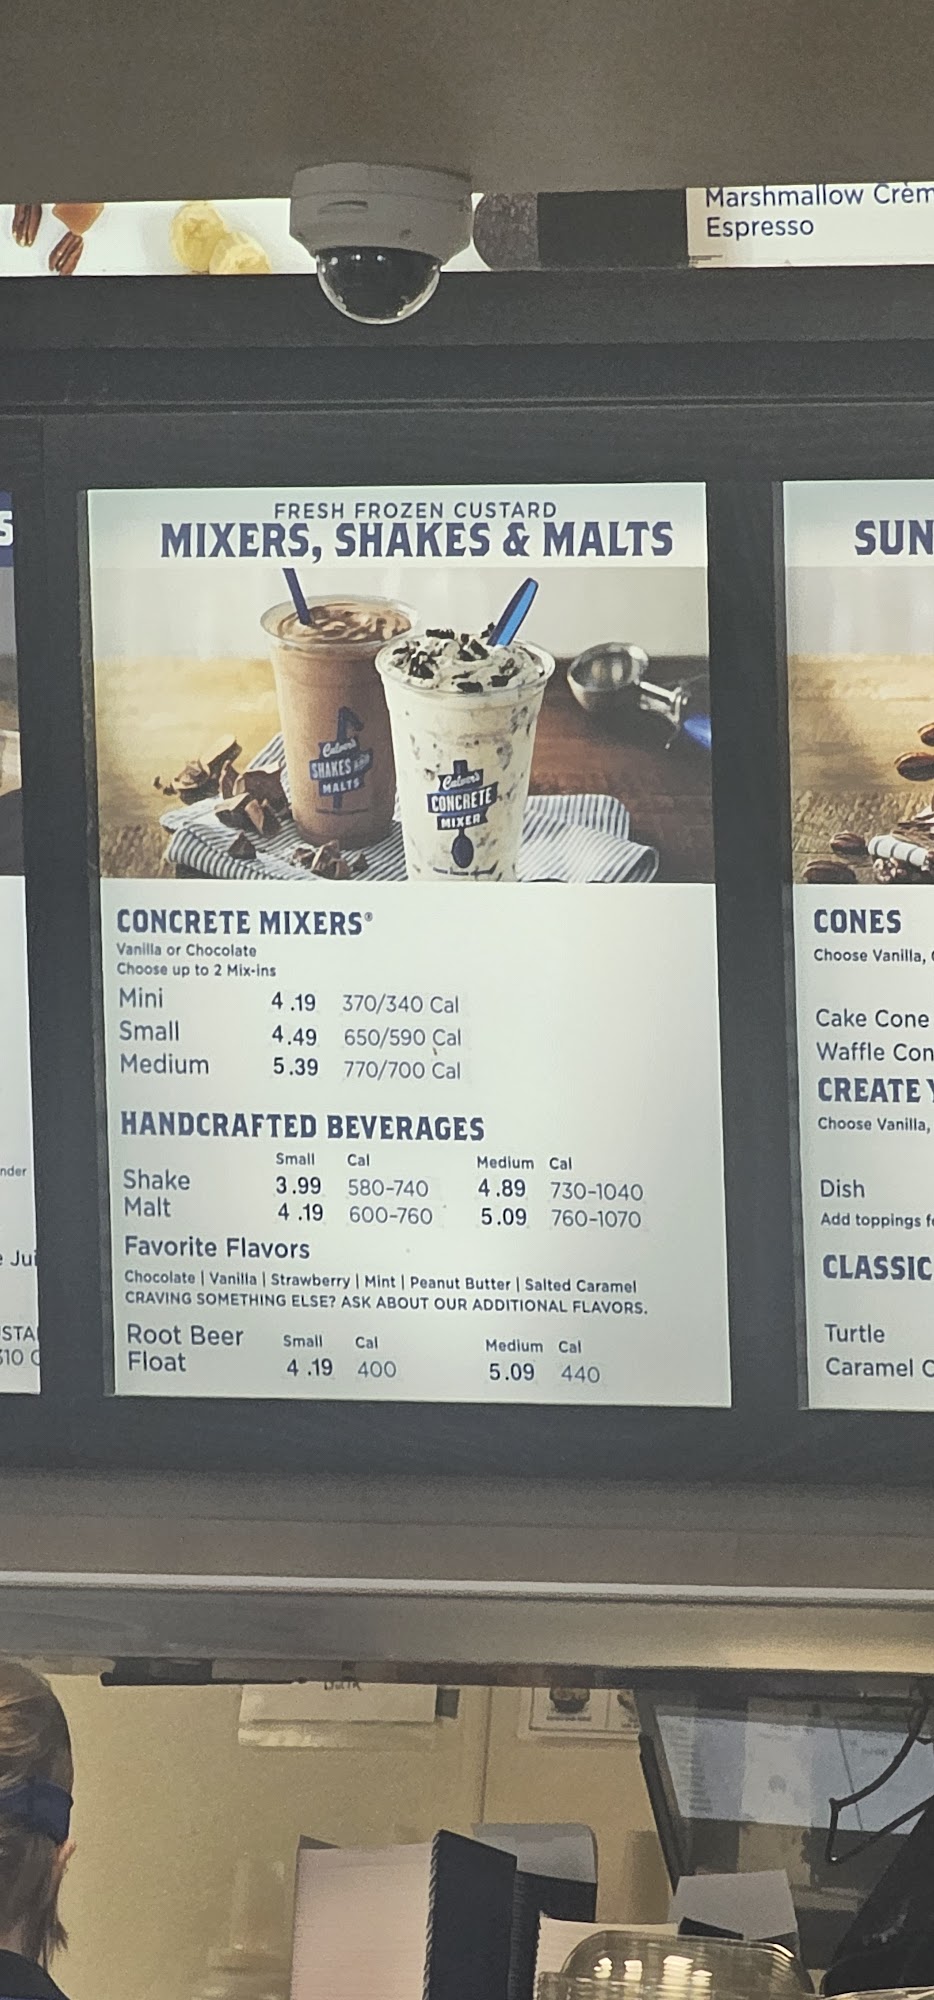 Marshmallow Crèm
Espresso
S
FRESH FROZEN CUSTARD
MIXERS, SHAKES & MALTS
Culver's
SHAKES AND
MALTS
Culver's
CONCRETE
MIXER
CONCRETE MIXERS®
Vanilla or Chocolate
Choose up to 2 Mix-ins
Mini 4.19 370/340 Cal
Small 4.49 650/590 Cal
Medium 5.39 770/700 Cal
HANDCRAFTED BEVERAGES
Small Cal Medium Cal
Shake 3.99 580-740 4.89 730-1040
Malt 4.19 600-760 5.09 760-1070
Favorite Flavors
Chocolate | Vanilla | Strawberry | Mint | Peanut Butter | Salted Caramel
CRAVING SOMETHING ELSE? ASK ABOUT OUR ADDITIONAL FLAVORS.
Root Beer Small Cal Medium Cal
Float 4.19 400 5.09 440
nder
e Jui
STA
310 C
SUN
CONES
Choose Vanilla,
Cake Cone
Waffle Con
CREATE Y
Choose Vanilla,
Dish
Add toppings f
CLASSIC
Turtle
Caramel C